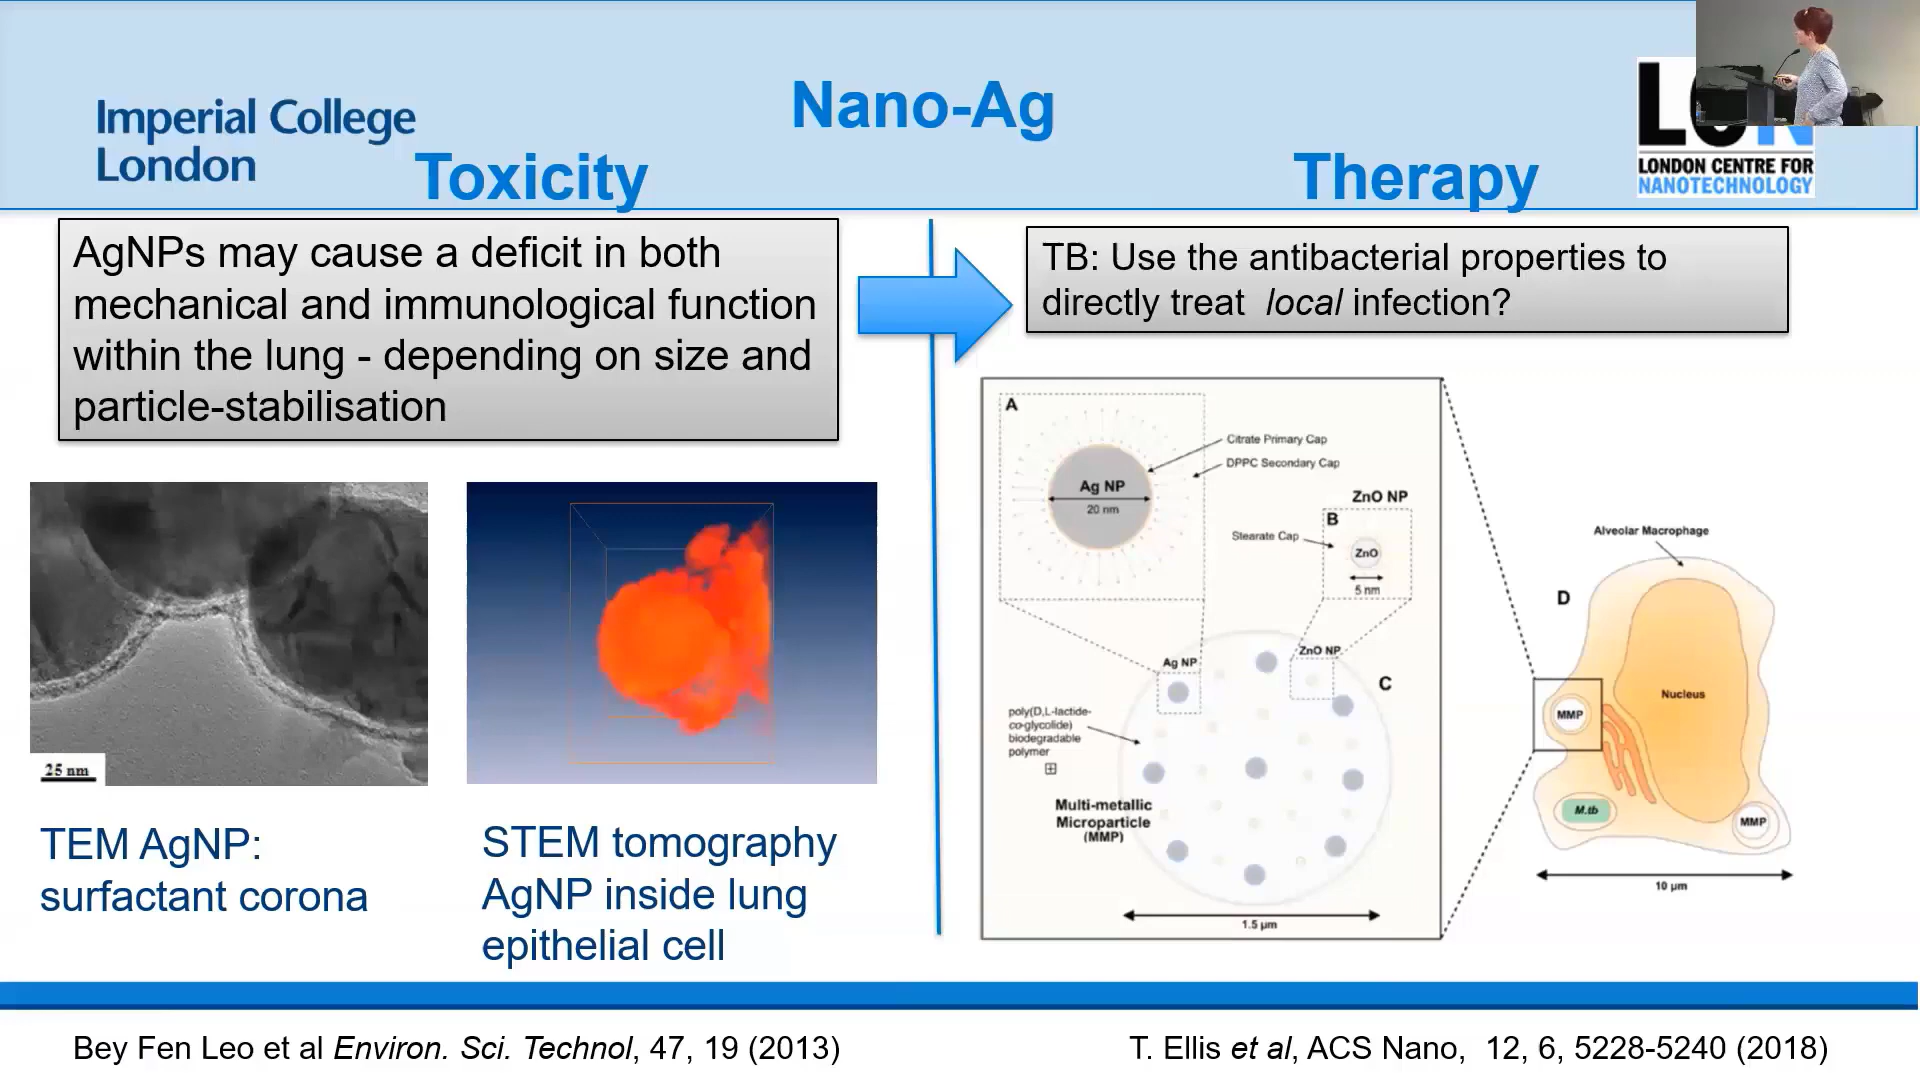 Imperial College
London
Nano-Ag
Toxicity
Therapy
LONDON CENTRE FOR
NANOTECHNOLOGY
AgNPs may cause a deficit in both
mechanical and immunological function
within the lung - depending on size and
particle-stabilisation
TB: Use the antibacterial properties to
directly treat local infection?
25 nm
TEM AgNP:
surfactant corona
STEM tomography
AgNP inside lung
epithelial cell
A
Citrate Primary Cap
DPPC Secondary Cap
Ag NP
20 nm
ZnO NP
B
Stearate Cap
ZnO
5 nm
Ag NP
ZnO NP
C
poly(D,L-lactide-
co-glycolide)
biodegradable
polymer
Multi-metallic
Microparticle
(MMP)
1.5 µm
Alveolar Macrophage
D
Nucleus
MMP
M.tb
MMP
10 µm
Bey Fen Leo et al Environ. Sci. Technol, 47, 19 (2013)
T. Ellis et al, ACS Nano, 12, 6, 5228-5240 (2018)